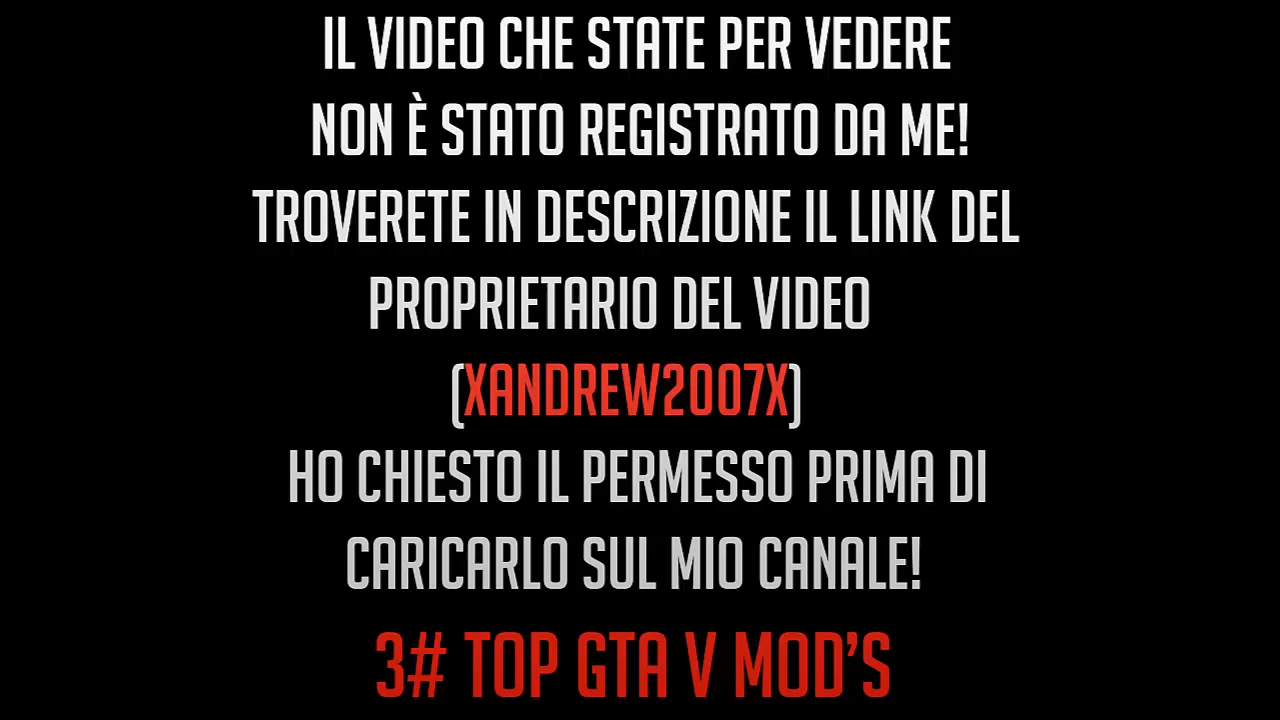 IL VIDEO CHE STATE PER VEDERE
NON È STATO REGISTRATO DA ME!
TROVERETE IN DESCRIZIONE IL LINK DEL
PROPRIETARIO DEL VIDEO
(XANDREW2007X)
HO CHIESTO IL PERMESSO PRIMA DI
CARICARLO SUL MIO CANALE!
3# TOP GTA V MOD'S